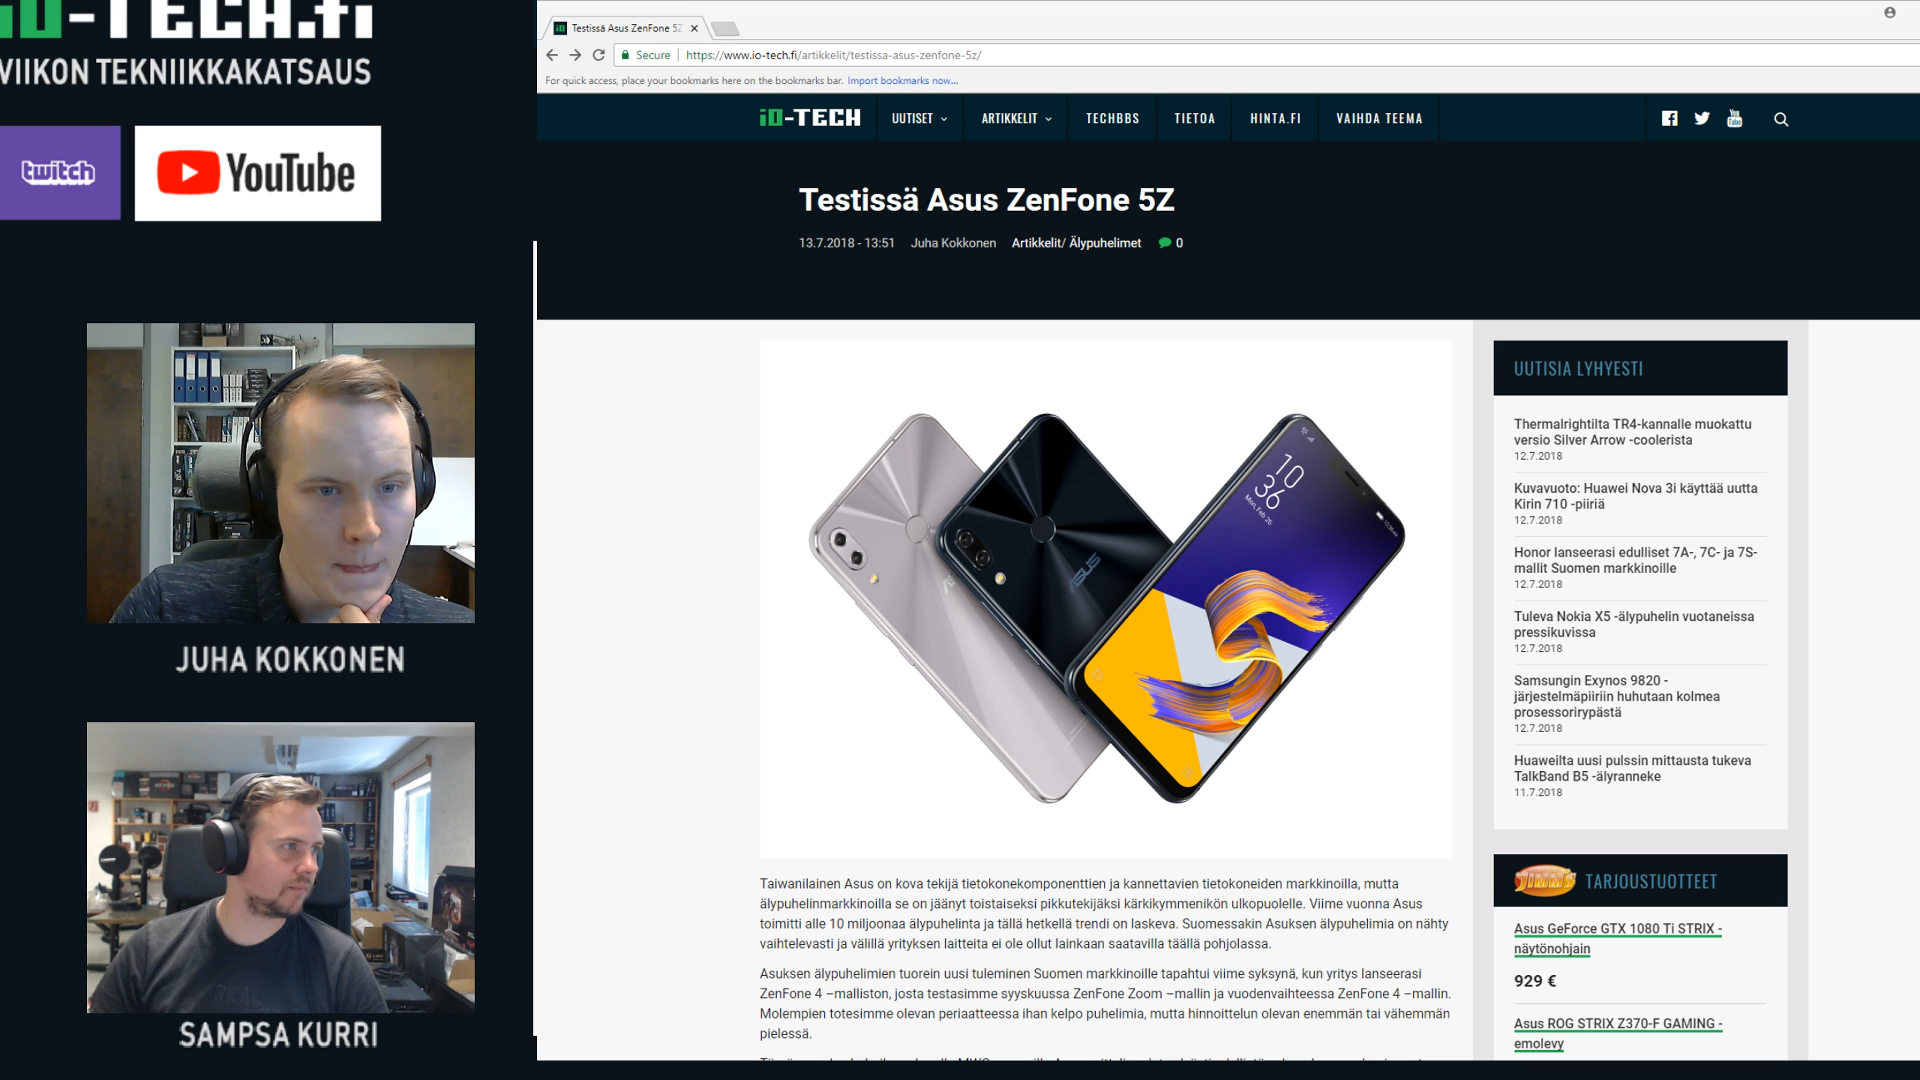 iO-TECH.fi
VIIKON TEKNIIKKAKATSAUS
twitch
YouTube
JUHA KOKKONEN
SAMPSA KURRI
Testissä Asus ZenFone 5Z
Secure
https://www.io-tech.fi/artikkelit/testissa-asus-zenfone-5z/
For quick access, place your bookmarks here on the bookmarks bar. Import bookmarks now...
iO-TECH UUTISET ARTIKKELIT TECHBBS TIETOA HINTA.FI VAIHDA TEEMA
You Tube
Testissä Asus ZenFone 5Z
13.7.2018 - 13:51 Juha Kokkonen Artikkelit/ Älypuhelimet 0
10
36
Mon, Feb 26
ASUS
Taiwanilainen Asus on kova tekijä tietokonekomponenttien ja kannettavien tietokoneiden markkinoilla, mutta
älypuhelinmarkkinoilla se on jäänyt toistaiseksi pikkutekijäksi kärkikymmenikön ulkopuolelle. Viime vuonna Asus
toimitti alle 10 miljoonaa älypuhelinta ja tällä hetkellä trendi on laskeva. Suomessakin Asuksen älypuhelimia on nähty
vaihtelevasti ja välillä yrityksen laitteita ei ole ollut lainkaan saatavilla täällä pohjolassa.
Asuksen älypuhelimien tuorein uusi tuleminen Suomen markkinoille tapahtui viime syksynä, kun yritys lanseerasi
ZenFone 4 –malliston, josta testasimme syyskuussa ZenFone Zoom –mallin ja vuodenvaihteessa ZenFone 4 –mallin.
Molempien totesimme olevan periaatteessa ihan kelpo puhelimia, mutta hinnoittelun olevan enemmän tai vähemmän
pielessä.
UUTISIA LYHYESTI
Thermalrightilta TR4-kannalle muokattu
versio Silver Arrow -coolerista
12.7.2018
Kuvavuoto: Huawei Nova 3i käyttää uutta
Kirin 710 -piiriä
12.7.2018
Honor lanseerasi edulliset 7A-, 7C- ja 7S-
mallit Suomen markkinoille
12.7.2018
Tuleva Nokia X5 -älypuhelin vuotaneissa
pressikuvissa
12.7.2018
Samsungin Exynos 9820 -
järjestelmäpiiriin huhutaan kolmea
prosessorirypästä
12.7.2018
Huaweilta uusi pulssin mittausta tukeva
TalkBand B5 -älyranneke
11.7.2018
JIMMS TARJOUSTUOTTEET
Asus GeForce GTX 1080 Ti STRIX -
näytönohjain
929 €
Asus ROG STRIX Z370-F GAMING -
emolevy